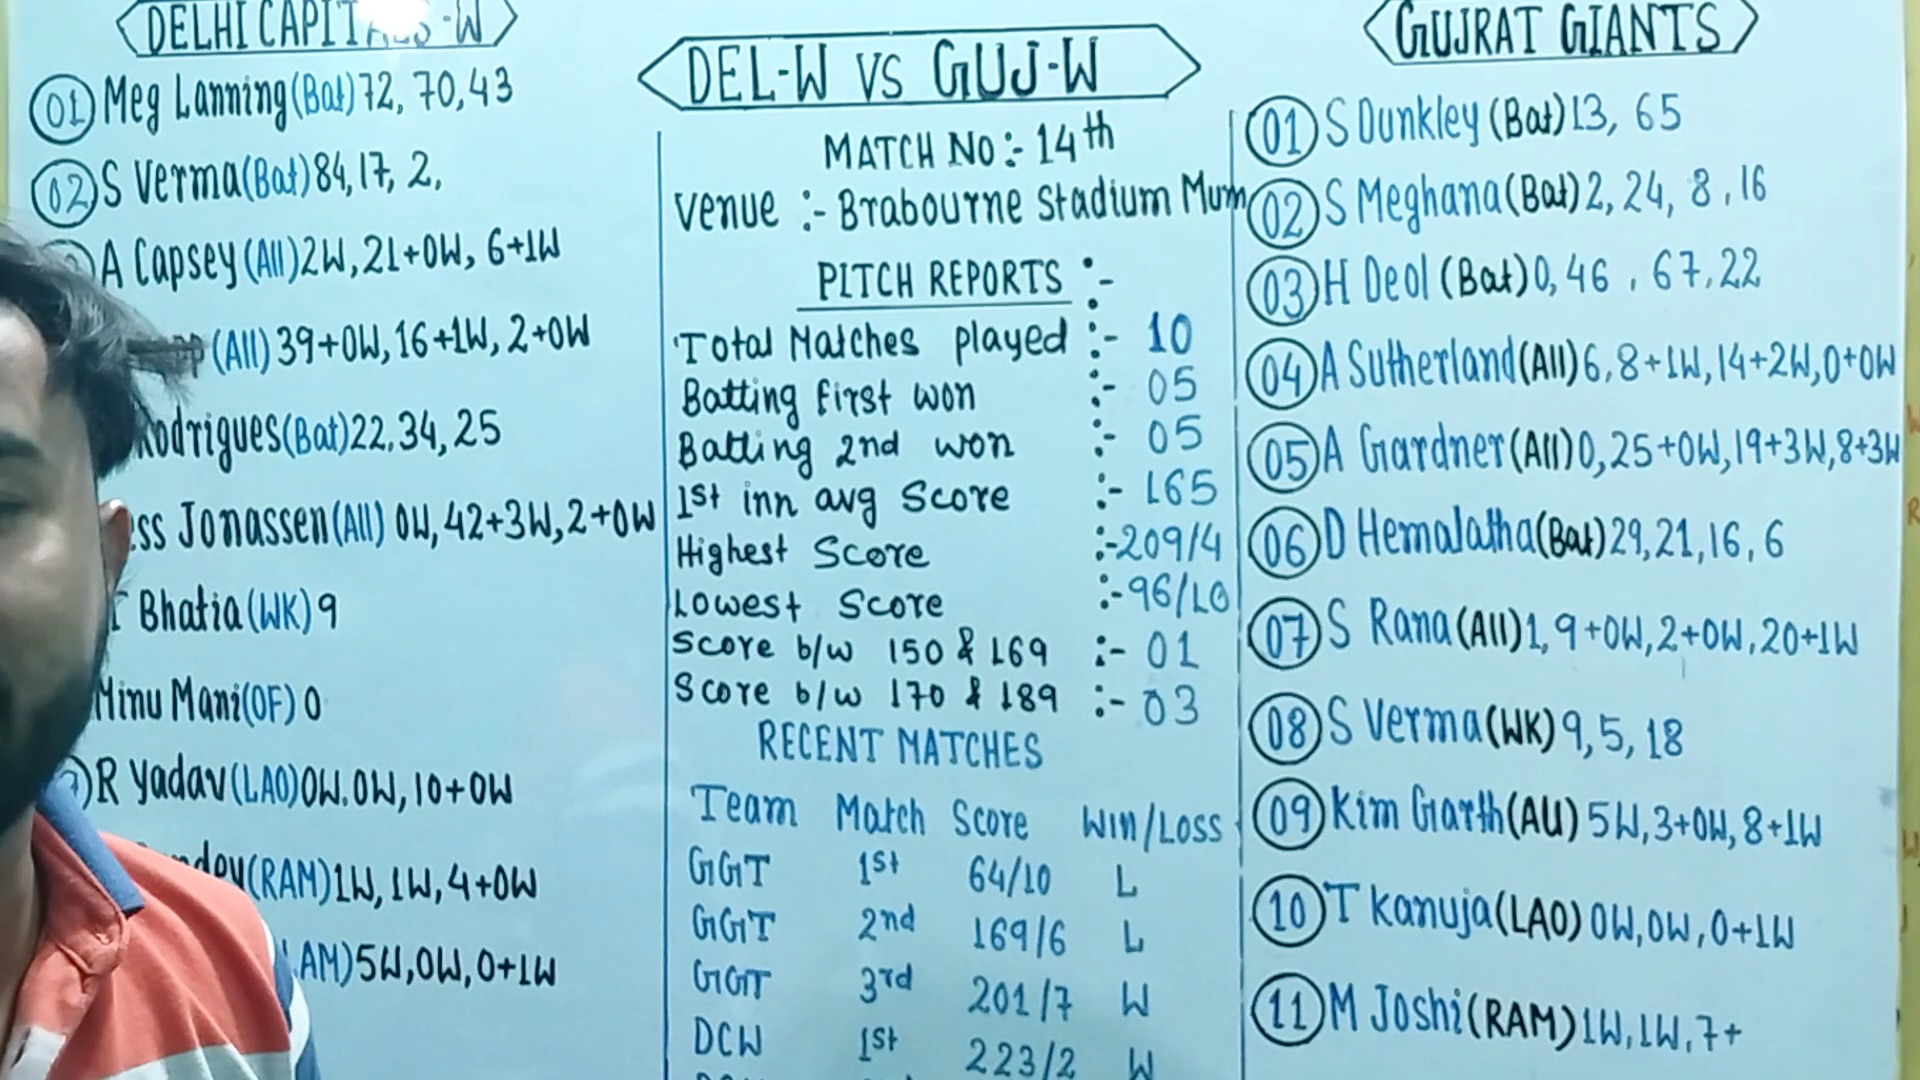 DELHI CAPITALS-W
01 Meg Lanning(Bat)72, 70,43
02 S Verma(Bat)84,17, 2,
A Capsey(All)2W,21+0W, 6+1W
(All)39+0W,16+1W, 2+0W
Rodrigues(Bat)22,34, 25
ss Jonassen(All) 0W,42+3W,2+0W
Bhatia(WK)9
Minu Mani(OF)0
R Yadav(LAO)0W.0W, 10+0W
(RAM)1W, 1W, 4+0W
AM)5W,0W,0+1W
DEL-W VS GUJ-W
MATCH NO:- 14th
Venue :- Brabourne Stadium Mum
PITCH REPORTS :-
Total Matches played :- 10
Batting first won :- 05
Batting 2nd won :- 05
1st inn avg Score :- 165
Highest Score :-209/4
Lowest Score :-96/10
Score b/w 150 & 169 :- 01
Score b/w 170 & 189 :- 03
RECENT MATCHES
Team Match Score WIN/Loss
GGT 1st 64/10 L
GGT 2nd 169/6 L
GGT 3rd 201/7 W
DCW 1st 223/2 W
GUJRAT GIANTS
01 S Dunkley (Bat)13, 65
02 S Meghana(Bat)2, 24, 8, 16
03 H Deol (Bat)0, 46, 67,22
04 A Sutherland(All)6,8+1W,14+2W,0+0W
05 A Gardner(All)0,25+0W,19+3W,8+3W
06 D Hemalatha(Bat)29,21,16, 6
07 S Rana(All)1, 9+0W,2+0W,20+1W
08 S Verma(WK)9,5, 18
09 Kim Garth(All) 5W,3+0W, 8+1W
10 T Kanuja(LAO) 0W,0W, 0+1W
11 M Joshi(RAM)1W,1W, 7+